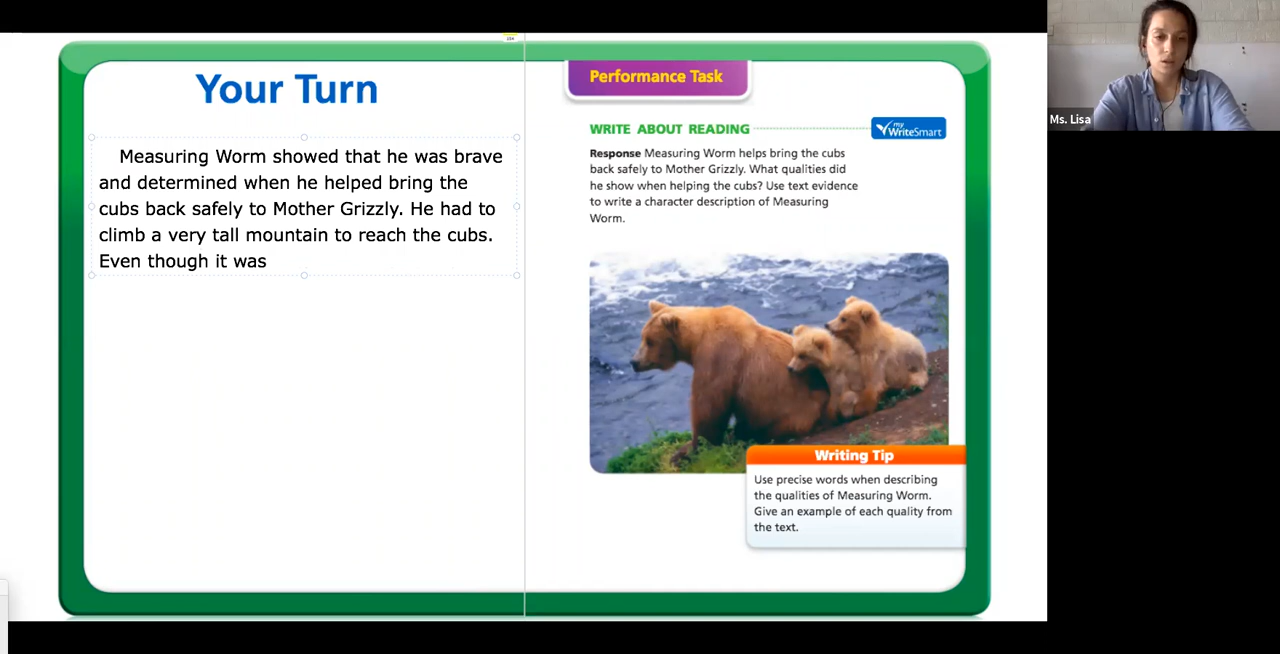 Your Turn
Measuring Worm showed that he was brave
and determined when he helped bring the
cubs back safely to Mother Grizzly. He had to
climb a very tall mountain to reach the cubs.
Even though it was
Performance Task
WRITE ABOUT READING
my
WriteSmart
Response Measuring Worm helps bring the cubs
back safely to Mother Grizzly. What qualities did
he show when helping the cubs? Use text evidence
to write a character description of Measuring
Worm.
Writing Tip
Use precise words when describing
the qualities of Measuring Worm.
Give an example of each quality from
the text.
Ms. Lisa